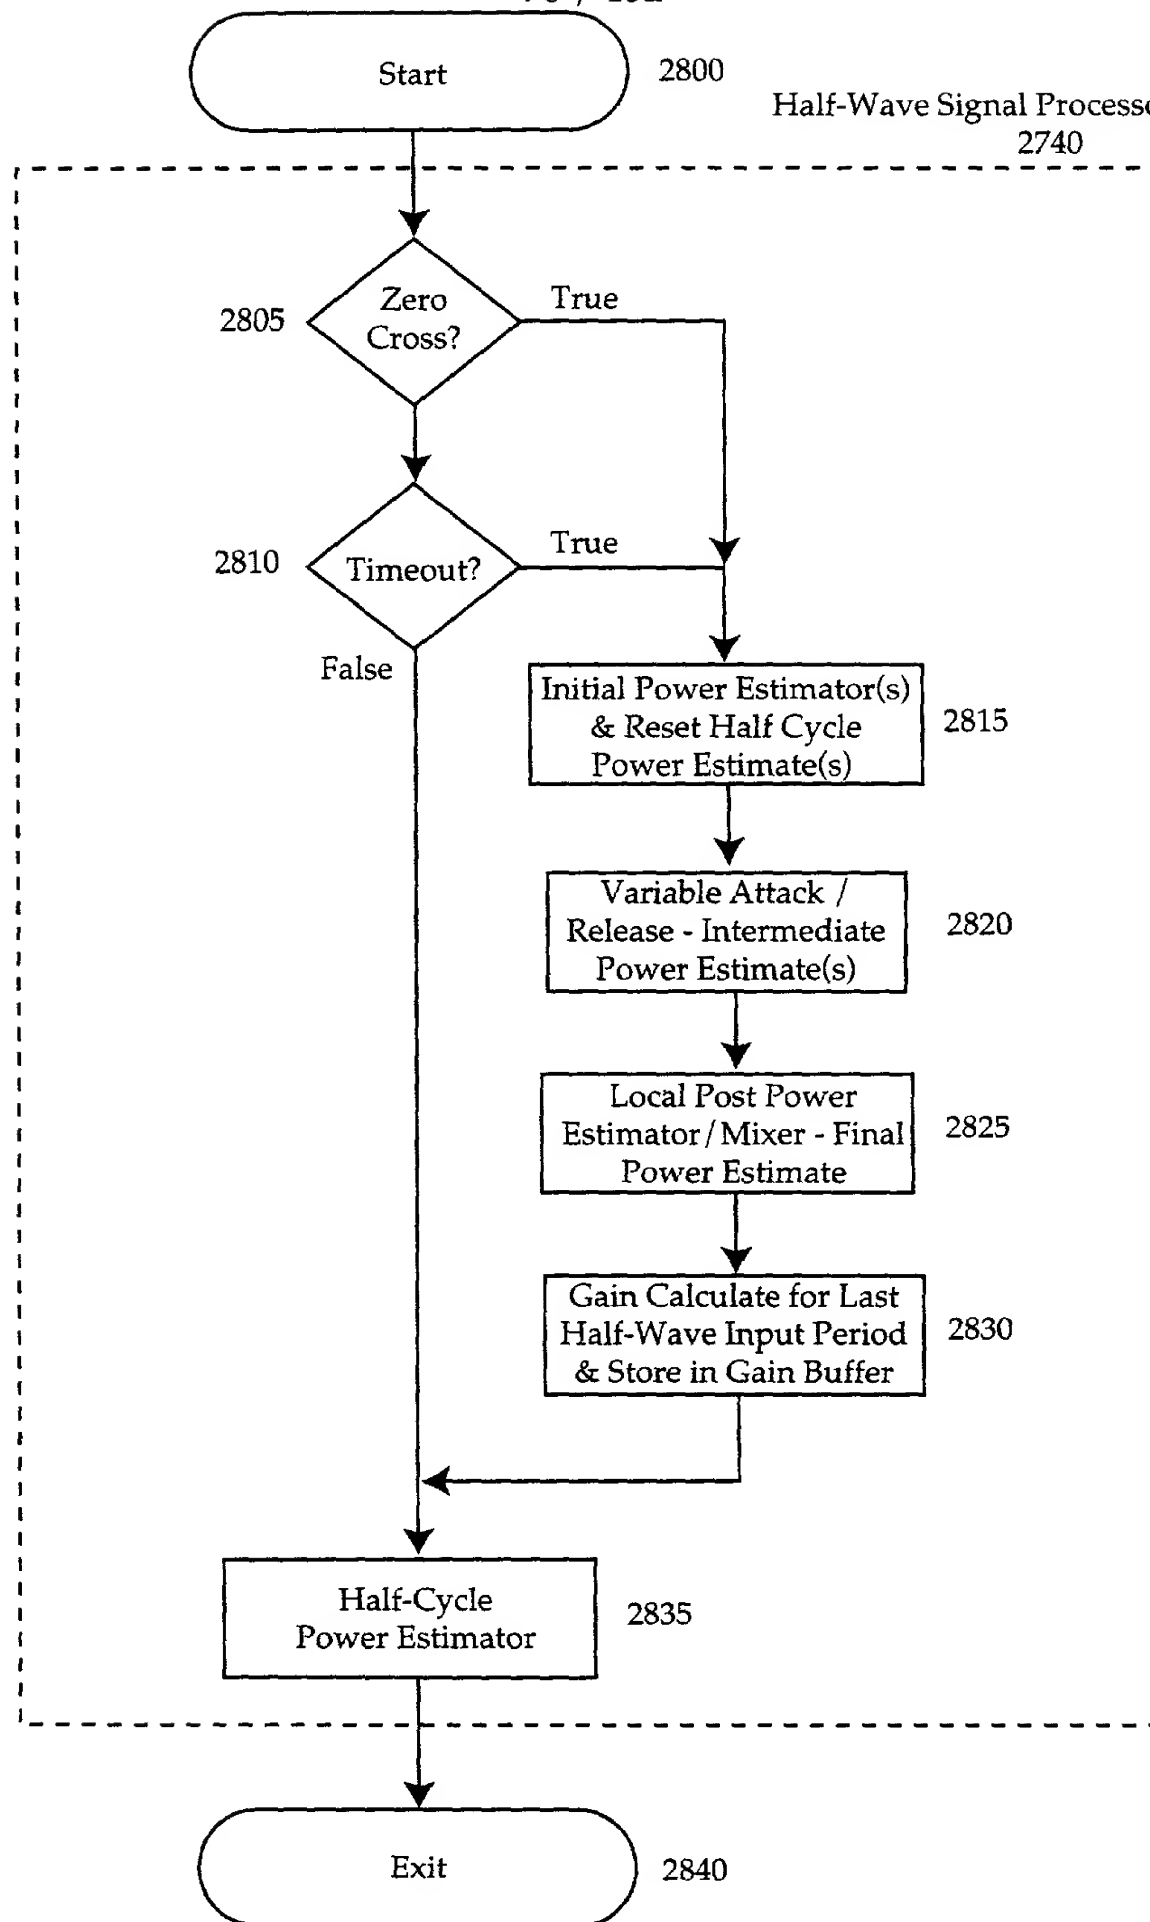 Start
2800
Half-Wave Signal
2740
Zero
Cross?
2805
True
Timeout?
2810
True
False
Initial Power Estimator(s)
& Reset Half Cycle
Power Estimate(s)
2815
Variable Attack /
Release - Intermediate
Power Estimate(s)
2820
Local Post Power
Estimator/Mixer - Final
Power Estimate
2825
Gain Calculate for Last
Half-Wave Input Period
& Store in Gain Buffer
2830
Half-Cycle
Power Estimator
2835
Exit
2840